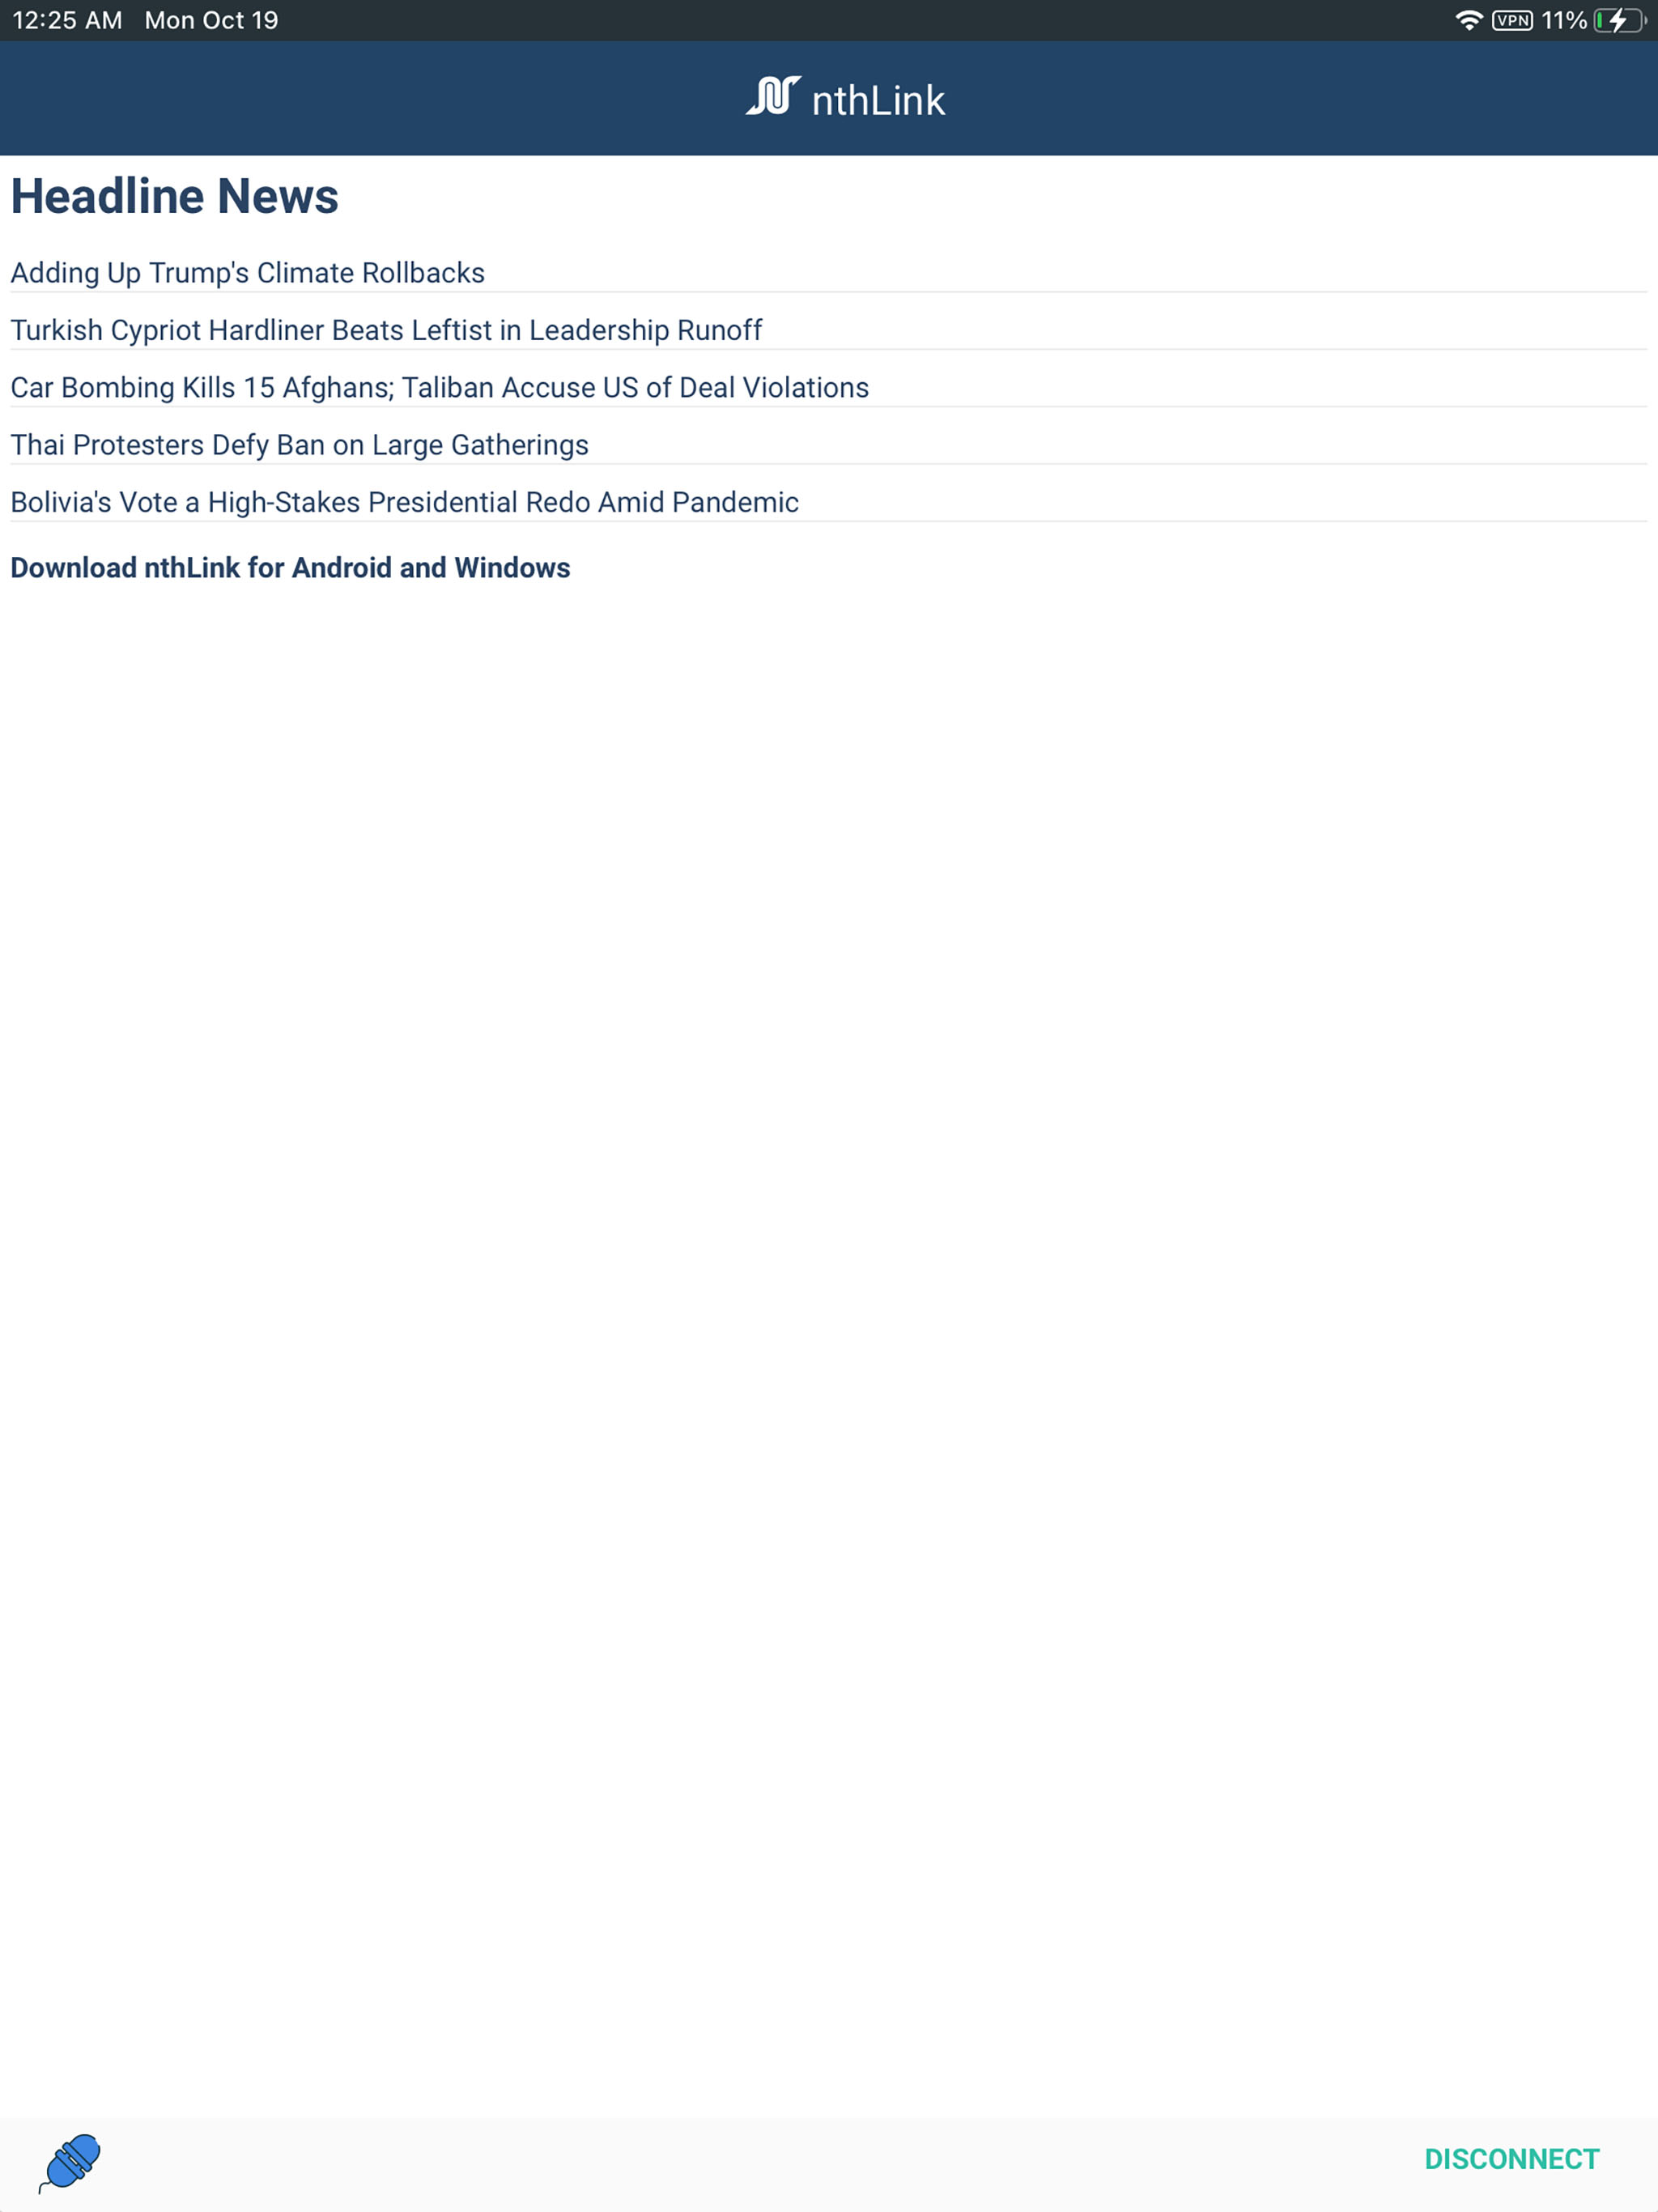 12:25 AM Mon Oct 19 VPN 11%
nthLink
Headline News
Adding Up Trump's Climate Rollbacks
Turkish Cypriot Hardliner Beats Leftist in Leadership Runoff
Car Bombing Kills 15 Afghans; Taliban Accuse US of Deal Violations
Thai Protesters Defy Ban on Large Gatherings
Bolivia's Vote a High-Stakes Presidential Redo Amid Pandemic
Download nthLink for Android and Windows
DISCONNECT